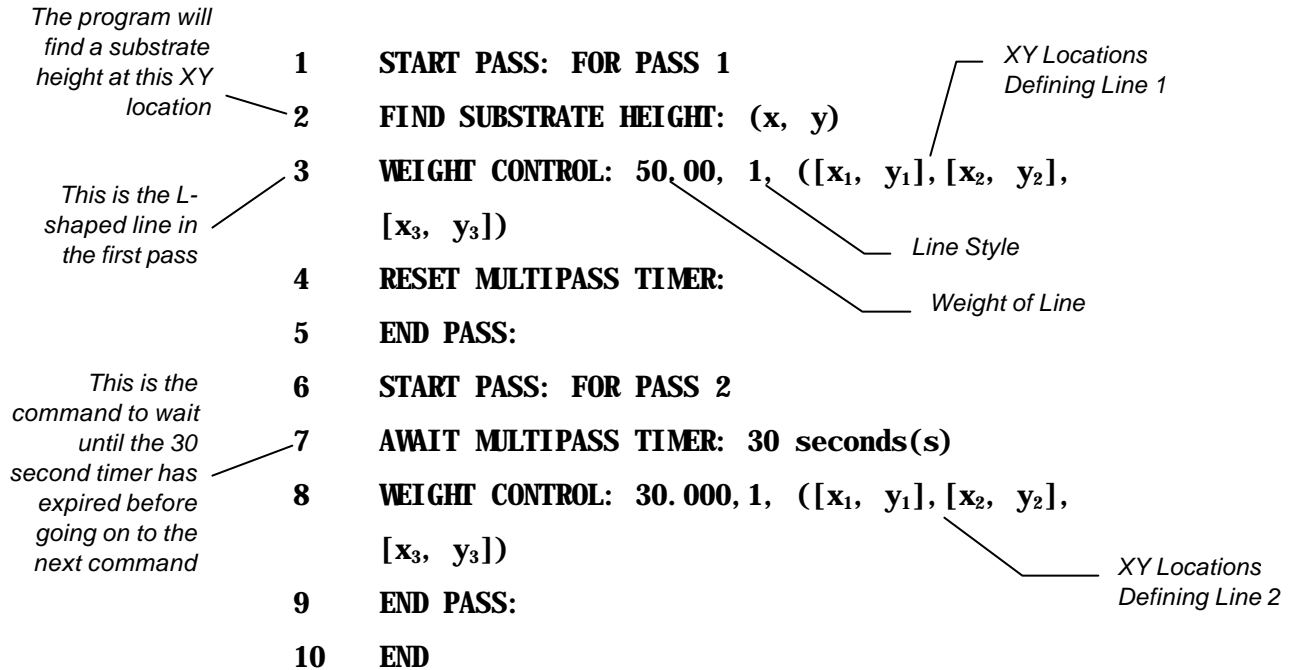 The program will
find a substrate
height at this XY
location
1 START PASS: FOR PASS 1
XY Locations
Defining Line 1
2 FIND SUBSTRATE HEIGHT: (x, y)
3 WEIGHT CONTROL: 50.00, 1, ([x₁, y₁],[x₂, y₂],
[x₃, y₃])
This is the L-
shaped line in
the first pass
Line Style
4 RESET MULTIPASS TIMER:
Weight of Line
5 END PASS:
6 START PASS: FOR PASS 2
This is the
command to wait
until the 30
second timer has
expired before
going on to the
next command
7 AWAIT MULTIPASS TIMER: 30 seconds(s)
8 WEIGHT CONTROL: 30.000,1, ([x₁, y₁],[x₂, y₂],
[x₃, y₃])
XY Locations
Defining Line 2
9 END PASS:
10 END